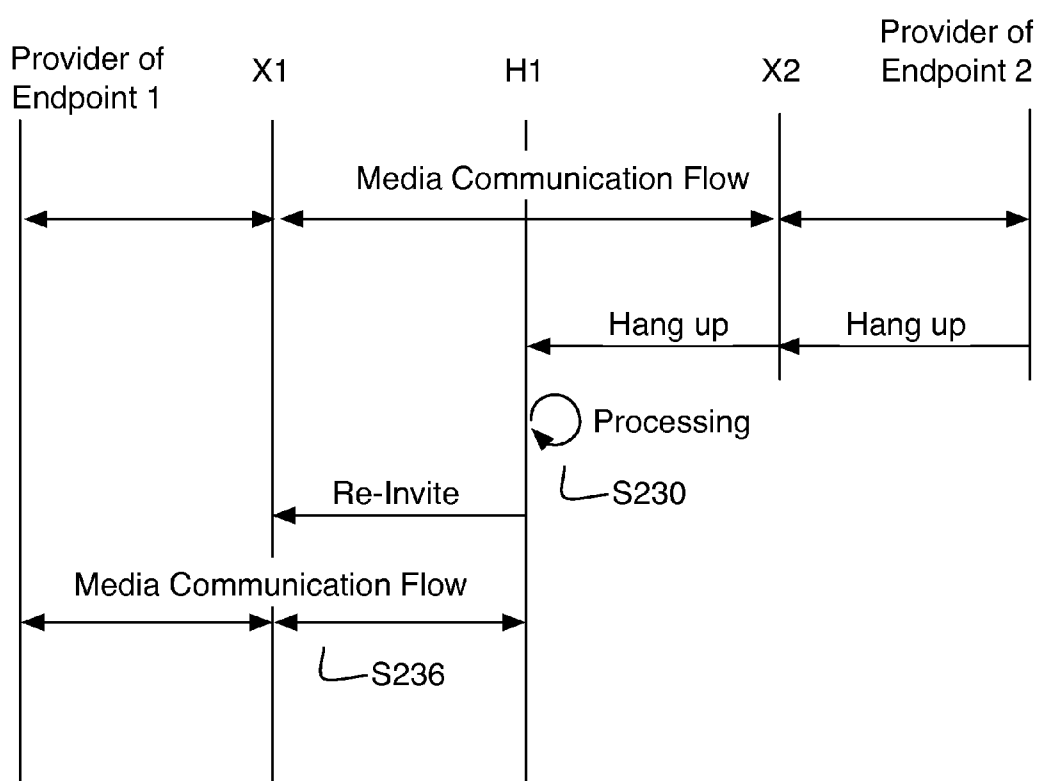 Provider of
Endpoint 1
X1
H1
X2
Provider of
Endpoint 2
Media Communication Flow
Hang up
Hang up
Processing
S230
Re-Invite
Media Communication Flow
S236